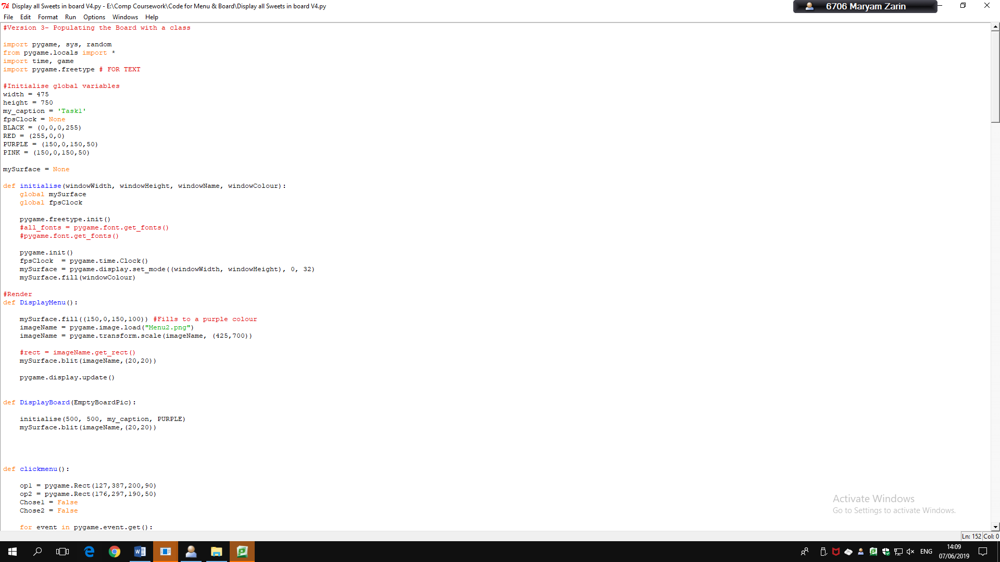 Display all Sweets in board V4.py - E:\Comp Coursework\Code for Menu & Board\Display all Sweets in board V4.py
6706 Maryam Zarin
File Edit Format Run Options Windows Help
#Version 3- Populating the Board with a class
import pygame, sys, random
from pygame.locals import *
import time, game
import pygame.freetype # FOR TEXT
#Initialise global variables
width = 475
height = 750
my_caption = 'Task1'
fpsClock = None
BLACK = (0,0,0,255)
RED = (255,0,0)
PURPLE = (150,0,150,50)
PINK = (150,0,150,50)
mySurface = None
def initialise(windowWidth, windowHeight, windowName, windowColour):
global mySurface
global fpsClock
pygame.freetype.init()
#all_fonts = pygame.font.get_fonts()
#pygame.font.get_fonts()
pygame.init()
fpsClock  = pygame.time.Clock()
mySurface = pygame.display.set_mode((windowWidth, windowHeight), 0, 32)
mySurface.fill(windowColour)
#Render
def DisplayMenu():
mySurface.fill((150,0,150,100)) #Fills to a purple colour
imageName = pygame.image.load("Menu2.png")
imageName = pygame.transform.scale(imageName, (425,700))
#rect = imageName.get_rect()
mySurface.blit(imageName,(20,20))
pygame.display.update()
def DisplayBoard(EmptyBoardPic):
initialise(500, 500, my_caption, PURPLE)
mySurface.blit(imageName,(20,20))
def clickmenu():
op1 = pygame.Rect(127,387,200,90)
op2 = pygame.Rect(176,297,190,50)
Chose1 = False
Chose2 = False
for event in pygame.event.get():
Activate Windows
Go to Settings to activate Windows.
Ln: 152 Col: 0
ENG
14:09
07/06/2019